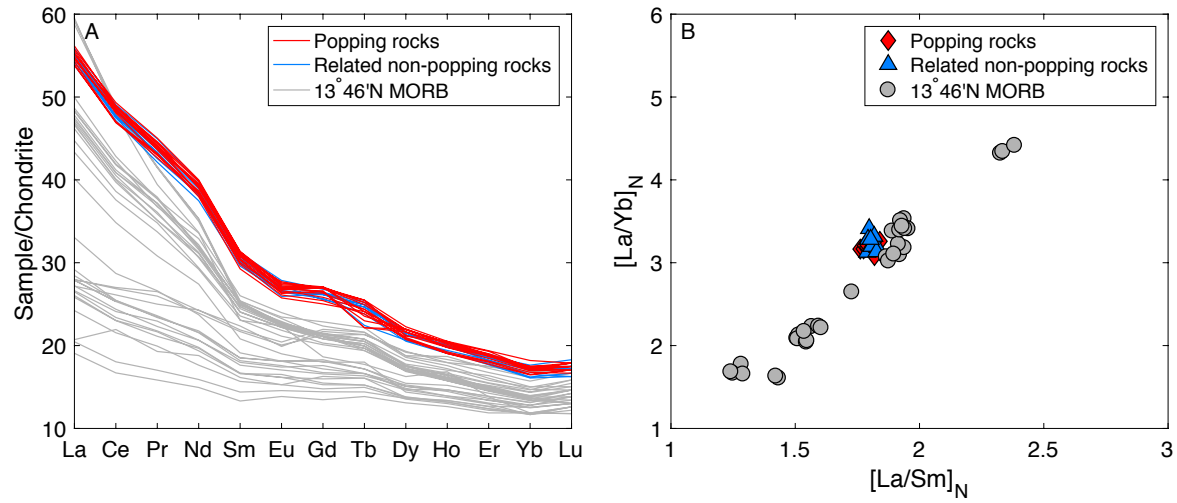 A
Popping rocks
Related non-popping rocks
13°46'N MORB
Sample/Chondrite
60
50
40
30
20
10
La Ce Pr Nd Sm Eu Gd Tb Dy Ho Er Yb Lu
B
Popping rocks
Related non-popping rocks
13°46'N MORB
[La/Yb]N
6
5
4
3
2
1
1 1.5 2 2.5 3
[La/Sm]N